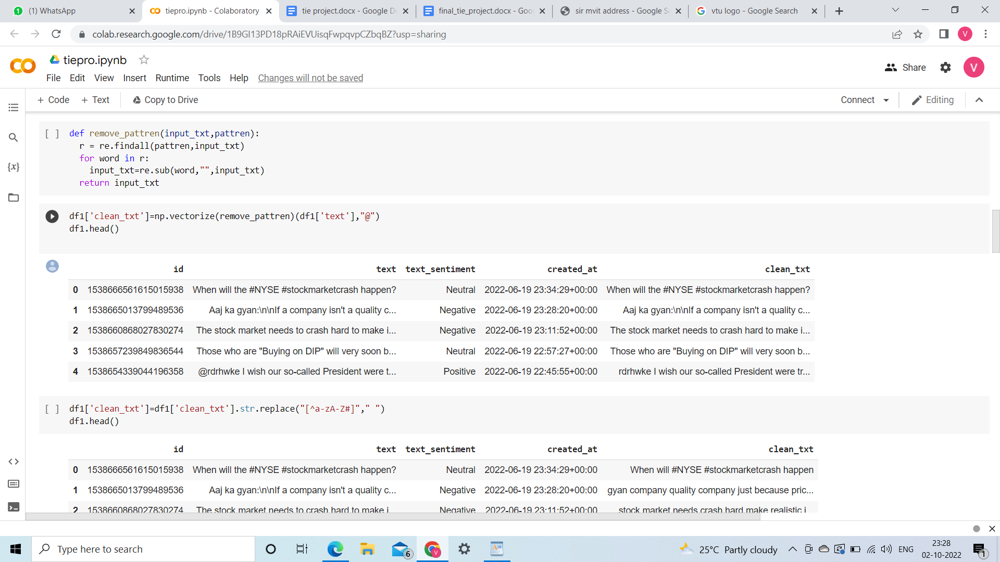 (1) WhatsApp
tiepro.ipynb - Colaboratory
tie project.docx - Google D
final_tie_project.docx - Goo
sir mvit address - Google S
vtu logo - Google Search
colab.research.google.com/drive/1B9GI13PD18pRAiEVUisqFwpqvpCZbqBZ?usp=sharing
V
tiepro.ipynb
File Edit View Insert Runtime Tools Help Changes will not be saved
Share
V
+ Code + Text Copy to Drive
Connect
Editing
[ ] def remove_pattren(input_txt,pattren):
r = re.findall(pattren,input_txt)
for word in r:
input_txt=re.sub(word,"",input_txt)
return input_txt
{x}
df1['clean_txt']=np.vectorize(remove_pattren)(df1['text'],"@")
df1.head()
id text text_sentiment created_at clean_txt
0 1538666561615015938 When will the #NYSE #stockmarketcrash happen? Neutral 2022-06-19 23:34:29+00:00 When will the #NYSE #stockmarketcrash happen?
1 1538665013799489536 Aaj ka gyan:\n\nIf a company isn't a quality c... Negative 2022-06-19 23:28:20+00:00 Aaj ka gyan:\n\nIf a company isn't a quality c...
2 1538660868027830274 The stock market needs to crash hard to make i... Negative 2022-06-19 23:11:52+00:00 The stock market needs to crash hard to make i...
3 1538657239849836544 Those who are "Buying on DIP" will very soon b... Neutral 2022-06-19 22:57:27+00:00 Those who are "Buying on DIP" will very soon b...
4 1538654339044196358 @rdrhwke I wish our so-called President were t... Positive 2022-06-19 22:45:55+00:00 rdrhwke I wish our so-called President were tr...
[ ] df1['clean_txt']=df1['clean_txt'].str.replace("[^a-zA-Z#]"," ")
df1.head()
id text text_sentiment created_at clean_txt
0 1538666561615015938 When will the #NYSE #stockmarketcrash happen? Neutral 2022-06-19 23:34:29+00:00 When will #NYSE #stockmarketcrash happen
1 1538665013799489536 Aaj ka gyan:\n\nIf a company isn't a quality c... Negative 2022-06-19 23:28:20+00:00 gyan company quality company just because pric...
2 1538660868027830274 The stock market needs to crash hard to make i Negative 2022-06-19 23:11:52+00:00 stock market needs crash hard make realistic i
Type here to search
6
V
25°C Partly cloudy
ENG
23:28
02-10-2022
1